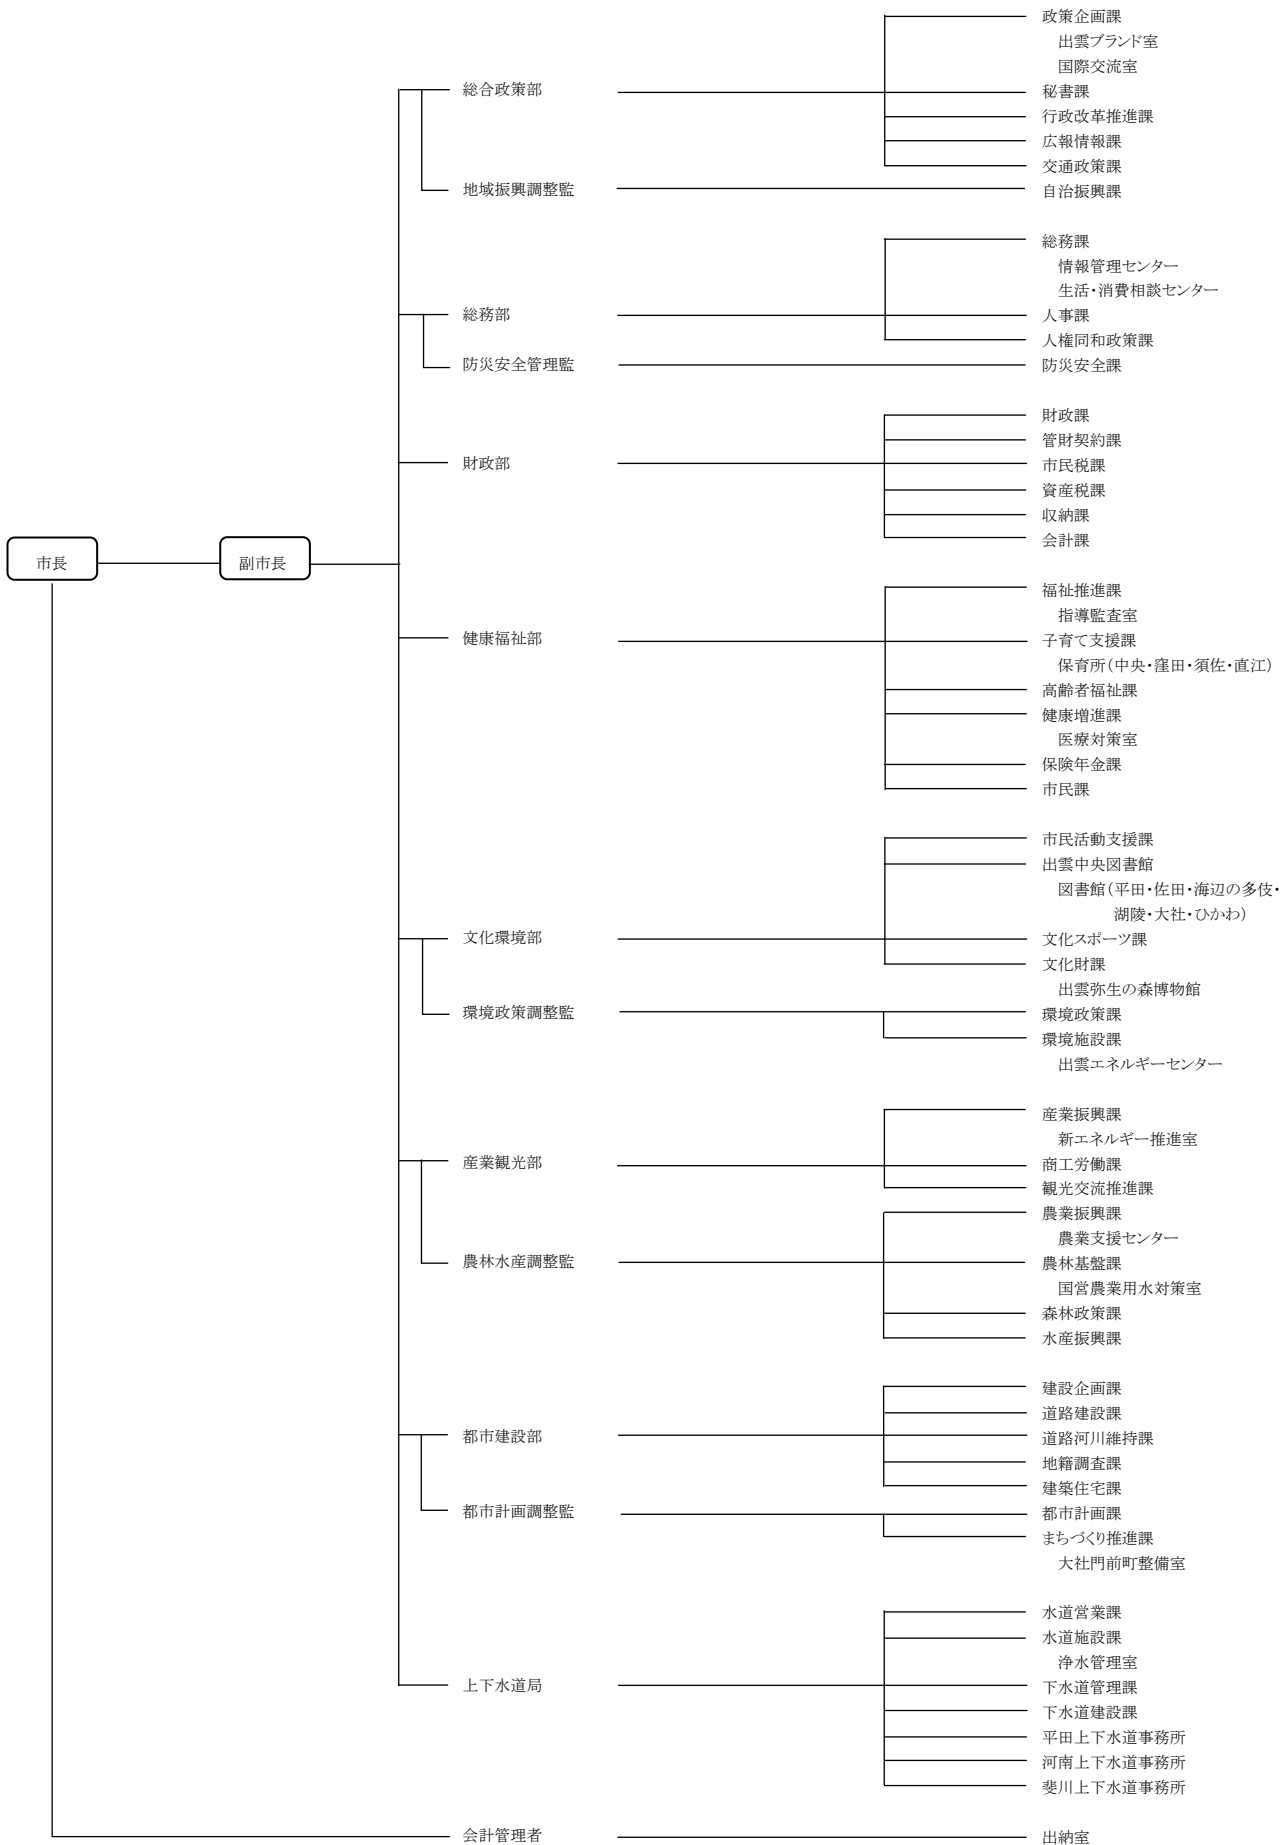 政策企画課
出雲ブランド室
国際交流室
総合政策部
秘書課
行政改革推進課
広報情報課
交通政策課
地域振興調整監
自治振興課
総務課
情報管理センター
生活・消費相談センター
総務部
人事課
人権同和政策課
防災安全管理監
防災安全課
財政課
管財契約課
財政部
市民税課
資産税課
収納課
会計課
市長
副市長
福祉推進課
指導監査室
健康福祉部
子育て支援課
保育所(中央・窪田・須佐・直江)
高齢者福祉課
健康増進課
医療対策室
保険年金課
市民課
市民活動支援課
出雲中央図書館
図書館(平田・佐田・海辺の多伎・
湖陵・大社・ひかわ)
文化環境部
文化スポーツ課
文化財課
出雲弥生の森博物館
環境政策調整監
環境政策課
環境施設課
出雲エネルギーセンター
産業振興課
新エネルギー推進室
産業観光部
商工労働課
観光交流推進課
農業振興課
農業支援センター
農林水産調整監
農林基盤課
国営農業用水対策室
森林政策課
水産振興課
建設企画課
道路建設課
都市建設部
道路河川維持課
地籍調査課
建築住宅課
都市計画調整監
都市計画課
まちづくり推進課
大社門前町整備室
水道営業課
水道施設課
浄水管理室
上下水道局
下水道管理課
下水道建設課
平田上下水道事務所
河南上下水道事務所
斐川上下水道事務所
会計管理者
出納室